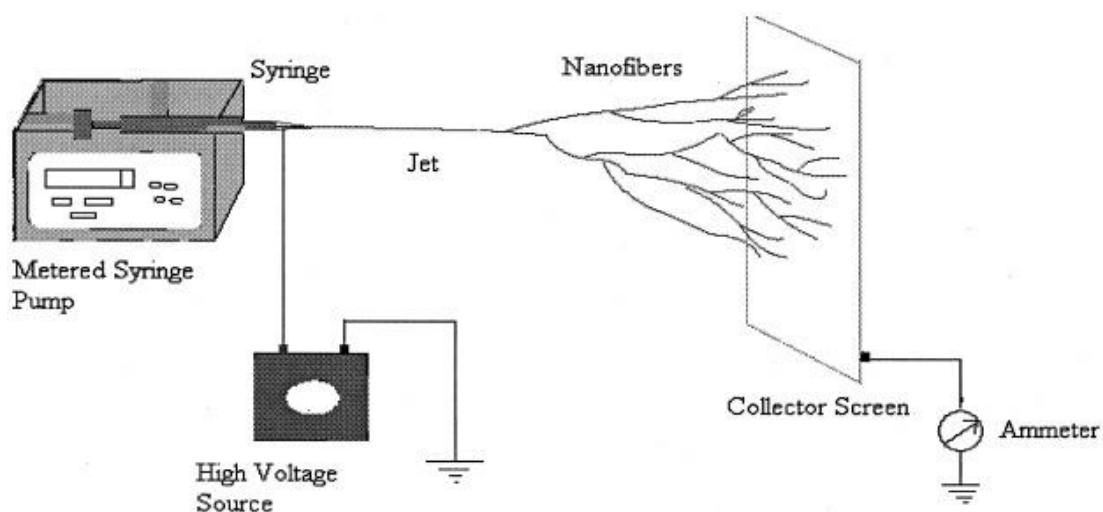 Syringe
Nanofibers
Jet
Metered Syringe
Pump
Collector Screen
Ammeter
High Voltage
Source